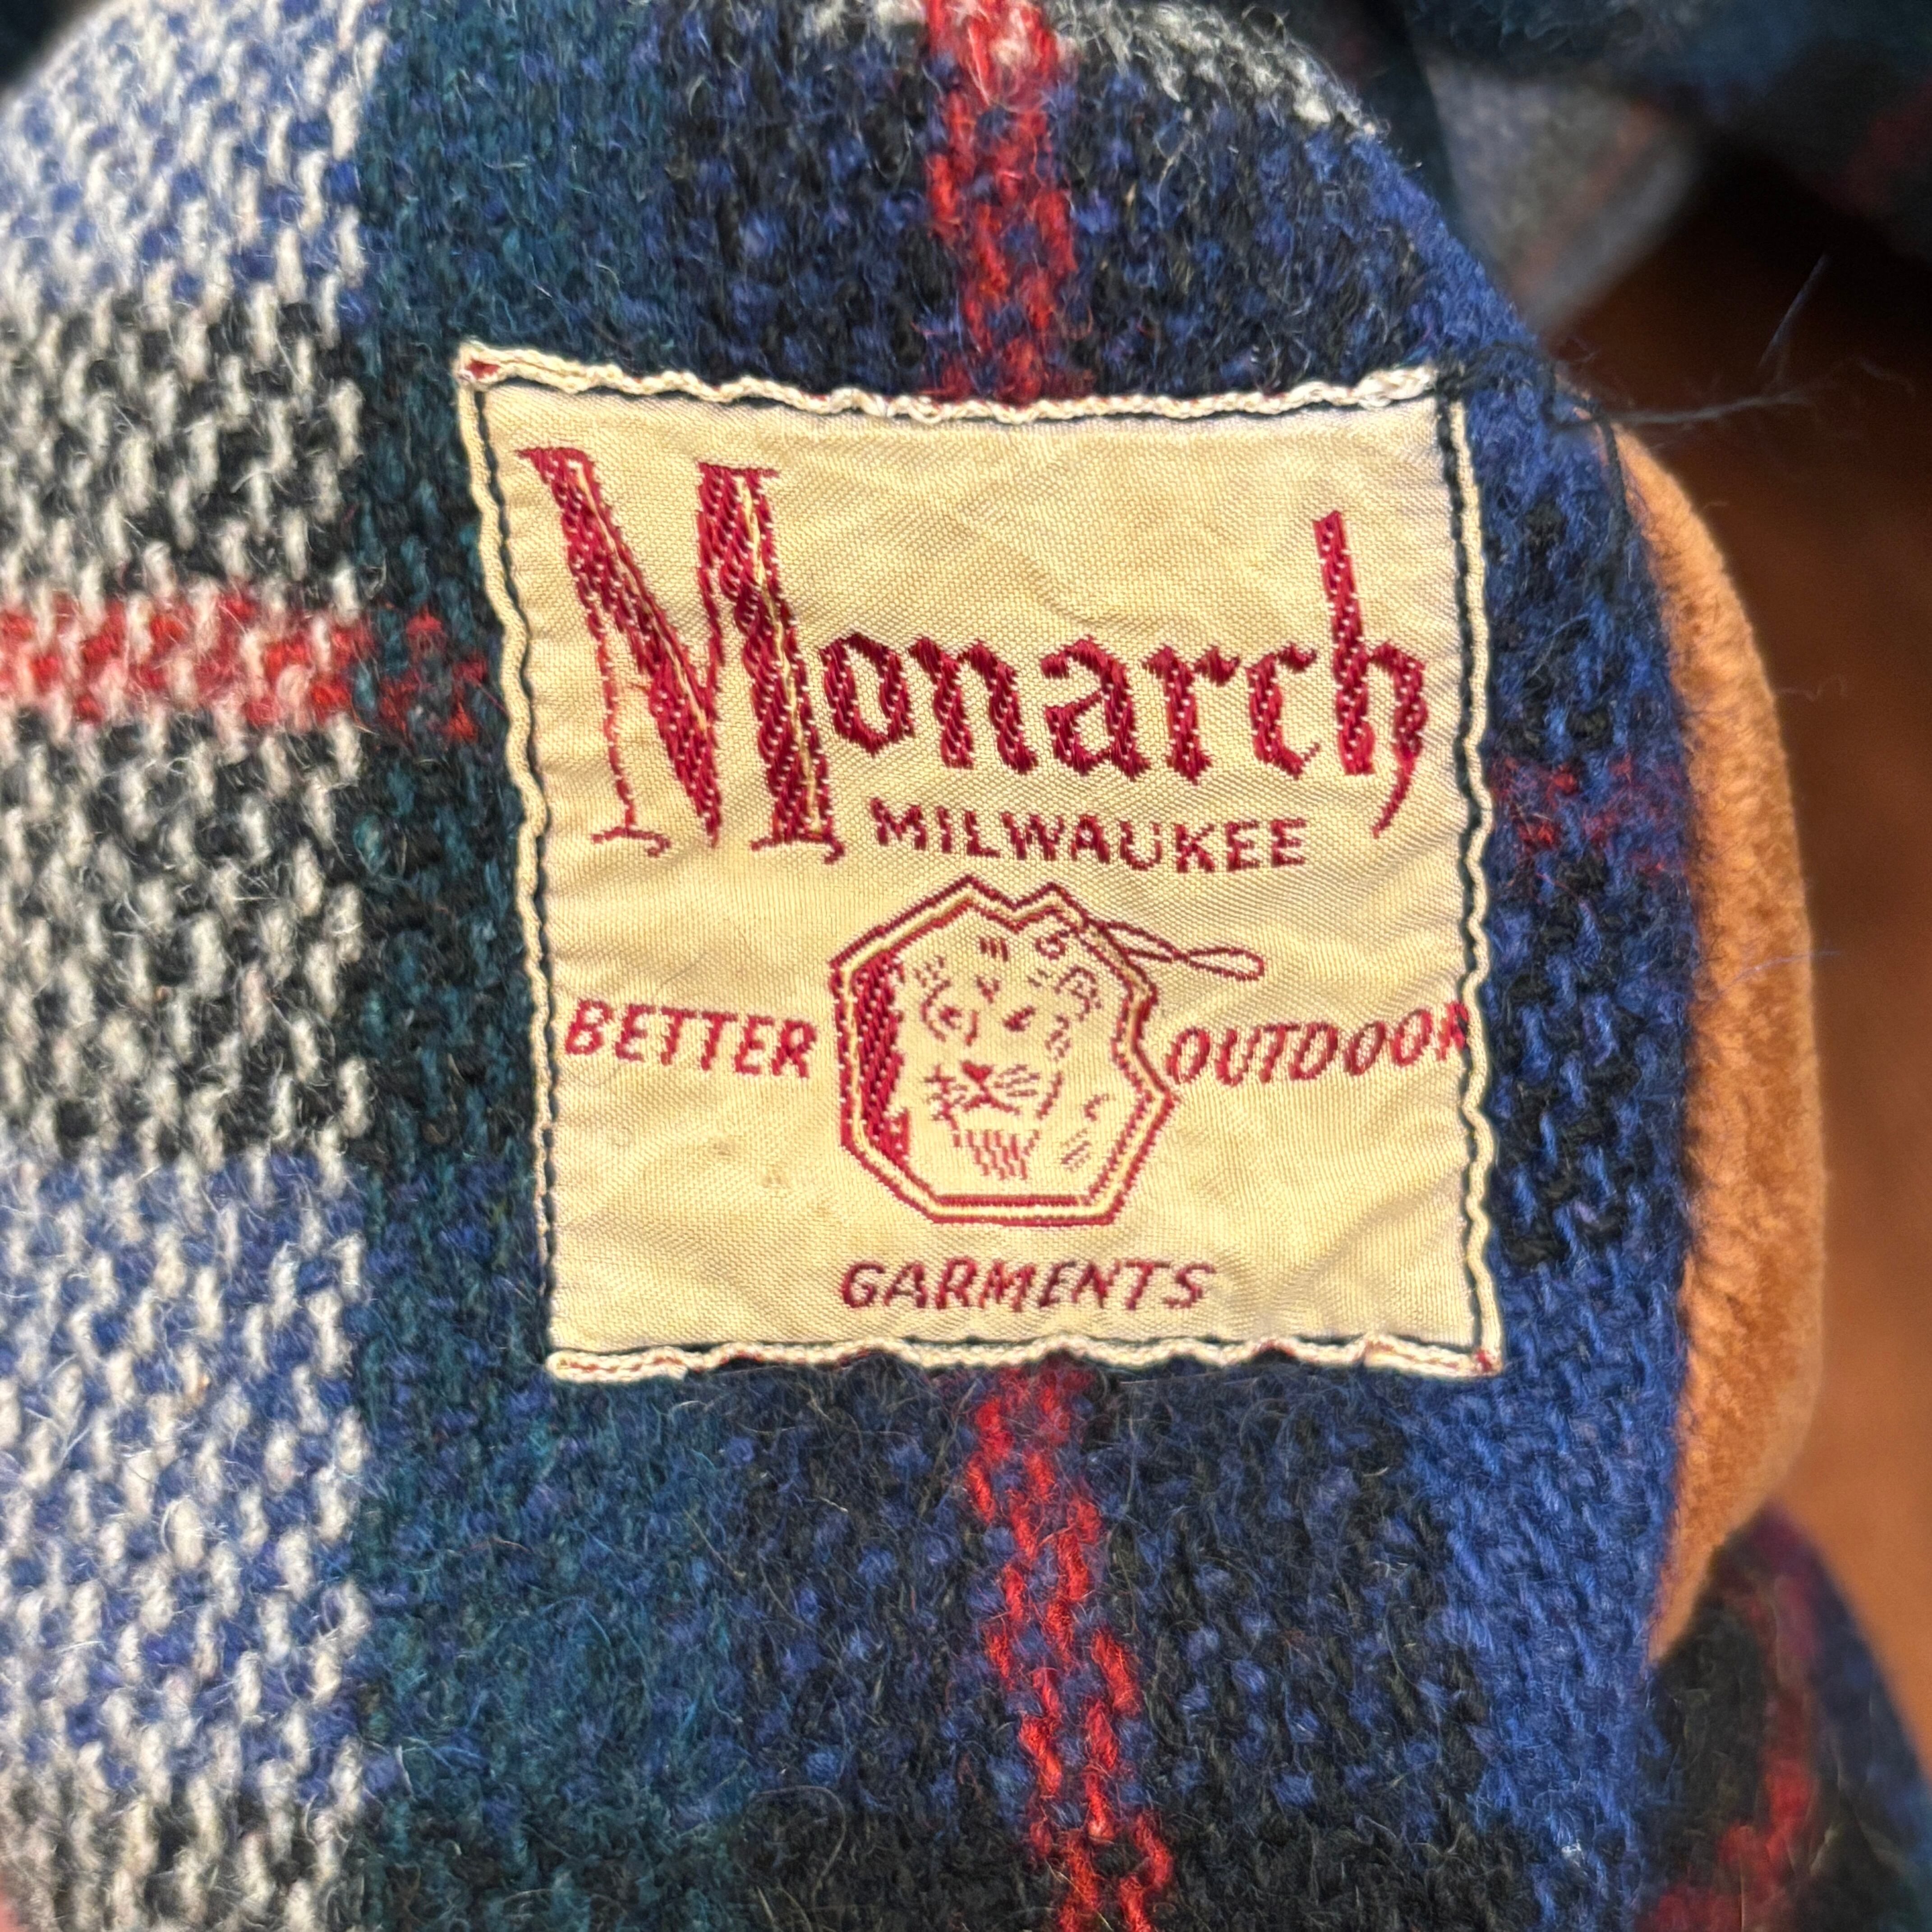 Monarch
MILWAUKEE
BETTER OUTDOOR
GARMENTS